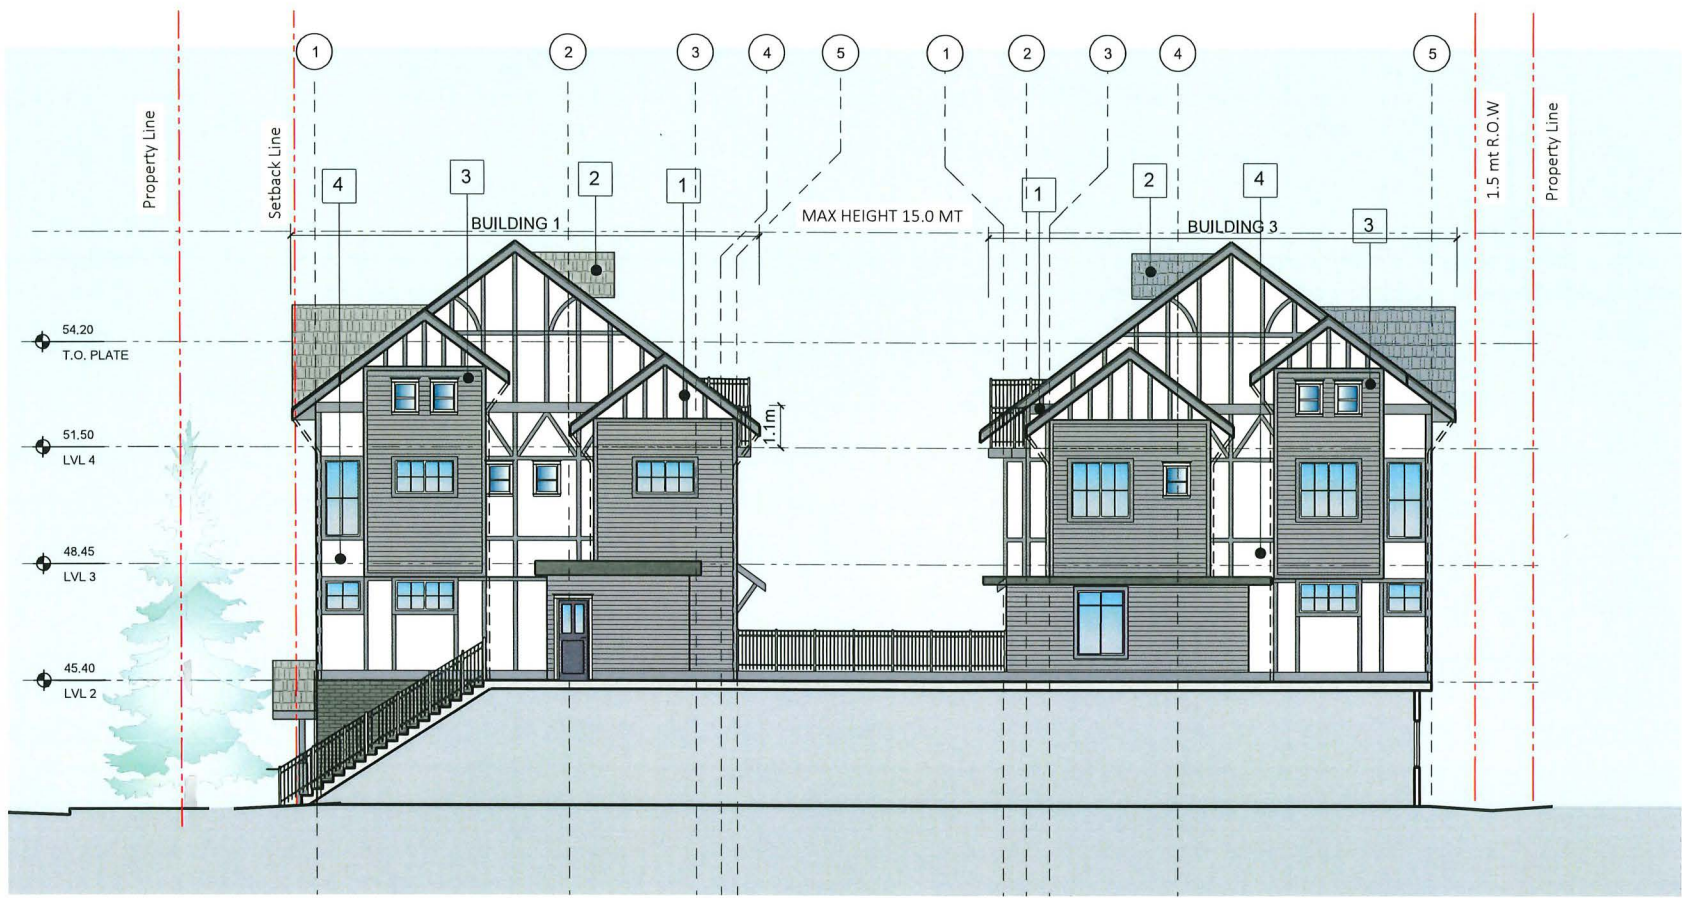 1 2 3 4 5 1 2 3 4 5
Property Line
Setback Line
1.5 mt R.O.W
Property Line
4 3 2 1 1 2 4 3
MAX HEIGHT 15.0 MT
BUILDING 1
BUILDING 3
54,20
T.O. PLATE
1.1m
51,50
LVL 4
48,45
LVL 3
45,40
LVL 2